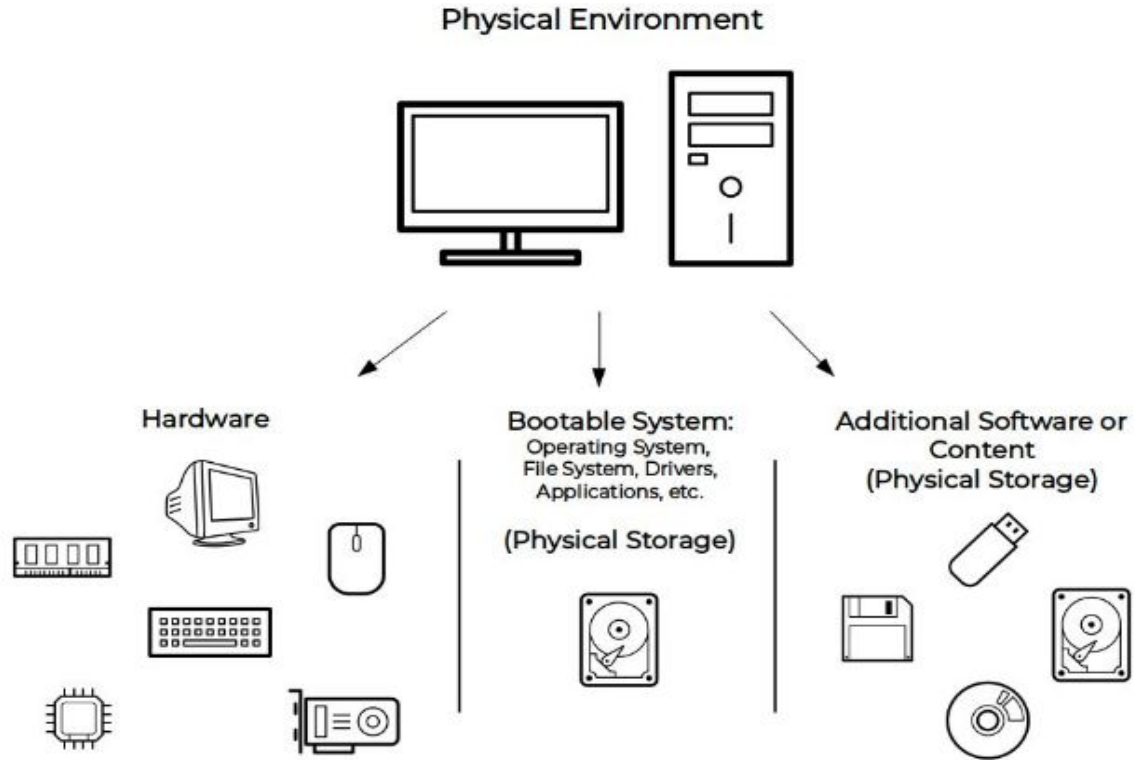 Physical Environment
Hardware
Bootable System:
Operating System,
File System, Drivers,
Applications, etc.
(Physical Storage)
Additional Software or
Content
(Physical Storage)